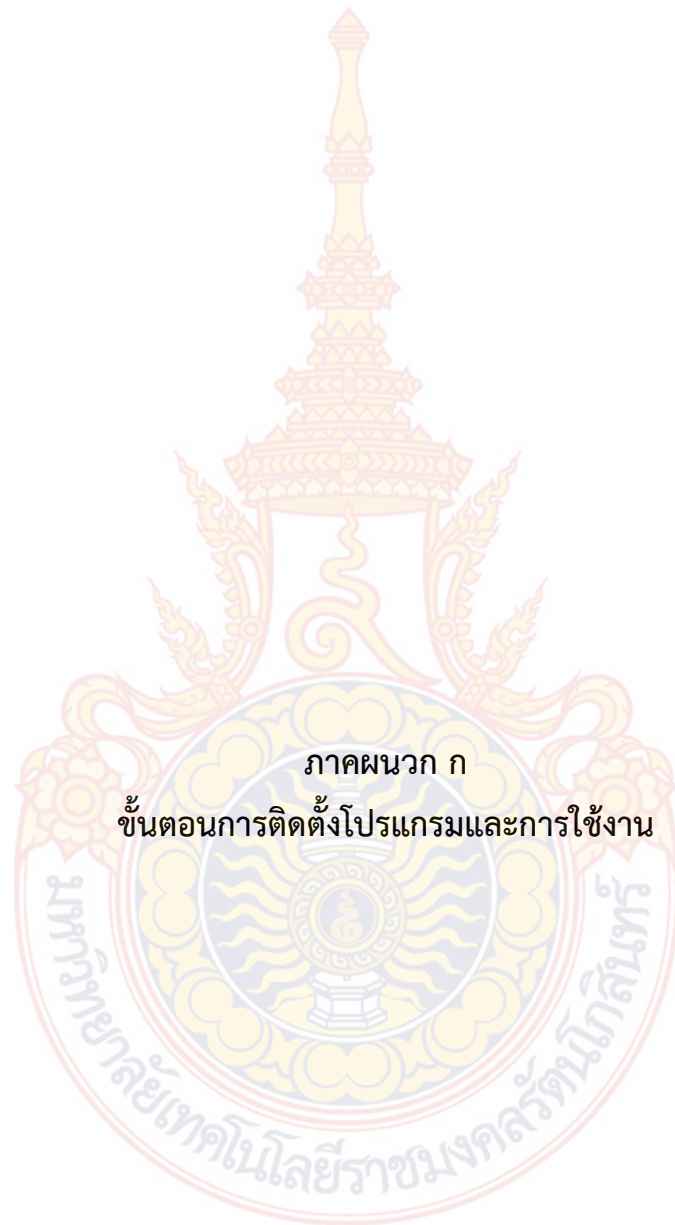 ภาคผนวก ก
ขั้นตอนการติดตั้งโปรแกรมและการใช้งาน
มหาวิทยาลัยเทคโนโลยีราชมงคลรัตนโกสินทร์